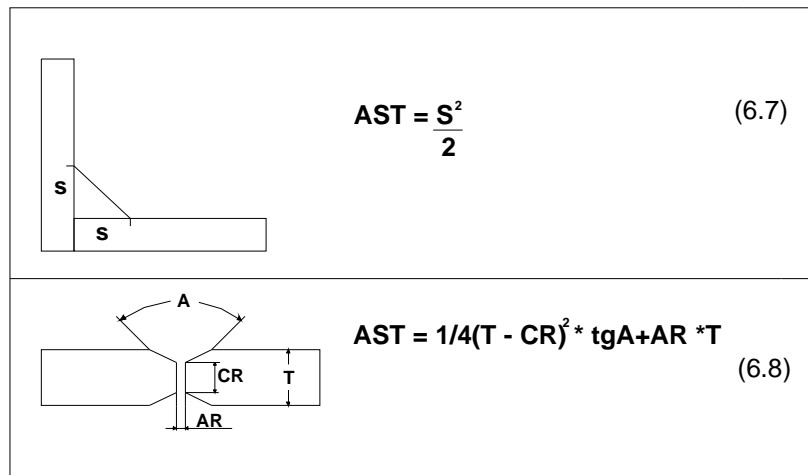 AST = S²
2
(6.7)
S
S
A
AST = 1/4(T - CR)² * tgA+AR *T
(6.8)
CR
T
AR